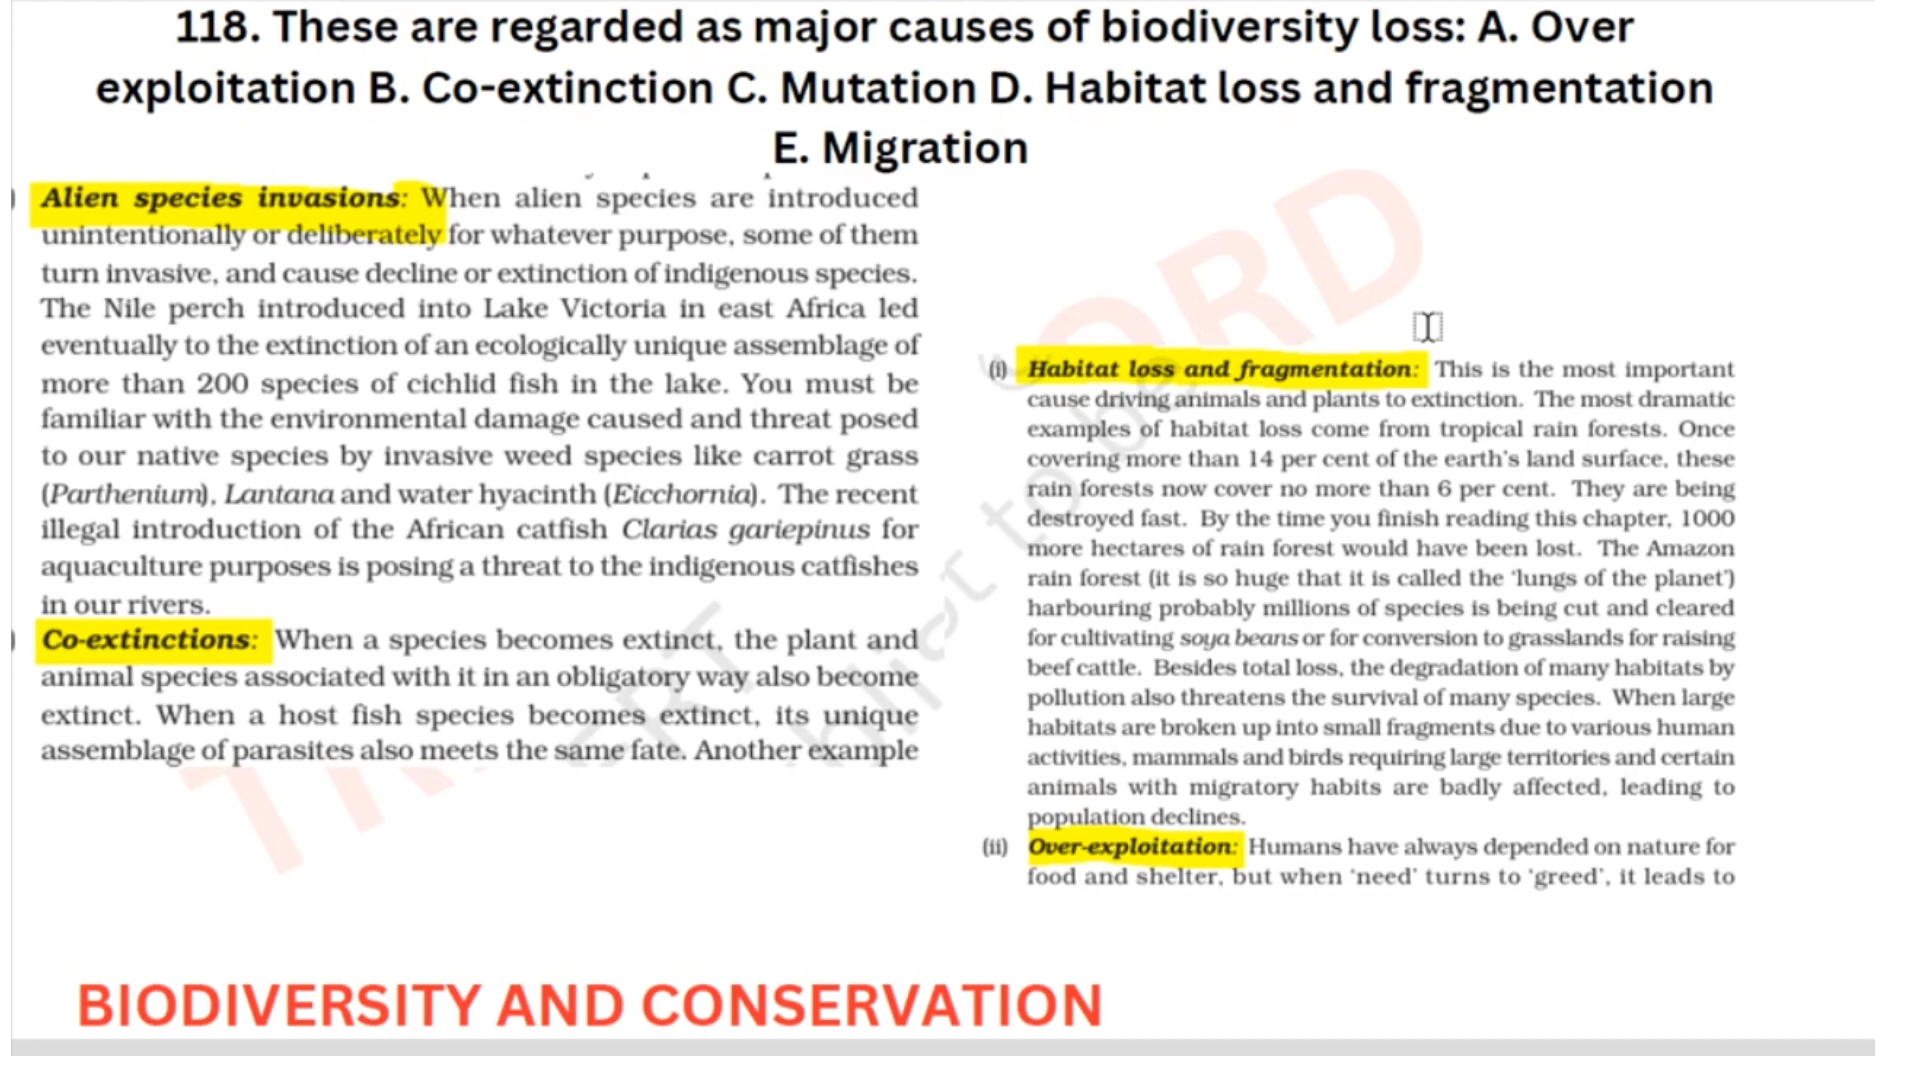 118. These are regarded as major causes of biodiversity loss: A. Over
exploitation B. Co-extinction C. Mutation D. Habitat loss and fragmentation
E. Migration
Alien species invasions: When alien species are introduced
unintentionally or deliberately for whatever purpose, some of them
turn invasive, and cause decline or extinction of indigenous species.
The Nile perch introduced into Lake Victoria in east Africa led
eventually to the extinction of an ecologically unique assemblage of
more than 200 species of cichlid fish in the lake. You must be
familiar with the environmental damage caused and threat posed
to our native species by invasive weed species like carrot grass
(Parthenium), Lantana and water hyacinth (Eicchornia). The recent
illegal introduction of the African catfish Clarias gariepinus for
aquaculture purposes is posing a threat to the indigenous catfishes
in our rivers.
Co-extinctions: When a species becomes extinct, the plant and
animal species associated with it in an obligatory way also become
extinct. When a host fish species becomes extinct, its unique
assemblage of parasites also meets the same fate. Another example
(i) Habitat loss and fragmentation: This is the most important
cause driving animals and plants to extinction. The most dramatic
examples of habitat loss come from tropical rain forests. Once
covering more than 14 per cent of the earth's land surface, these
rain forests now cover no more than 6 per cent. They are being
destroyed fast. By the time you finish reading this chapter, 1000
more hectares of rain forest would have been lost. The Amazon
rain forest (it is so huge that it is called the 'lungs of the planet')
harbouring probably millions of species is being cut and cleared
for cultivating soya beans or for conversion to grasslands for raising
beef cattle. Besides total loss, the degradation of many habitats by
pollution also threatens the survival of many species. When large
habitats are broken up into small fragments due to various human
activities, mammals and birds requiring large territories and certain
animals with migratory habits are badly affected, leading to
population declines.
(ii) Over-exploitation: Humans have always depended on nature for
food and shelter, but when 'need' turns to 'greed', it leads to
BIODIVERSITY AND CONSERVATION